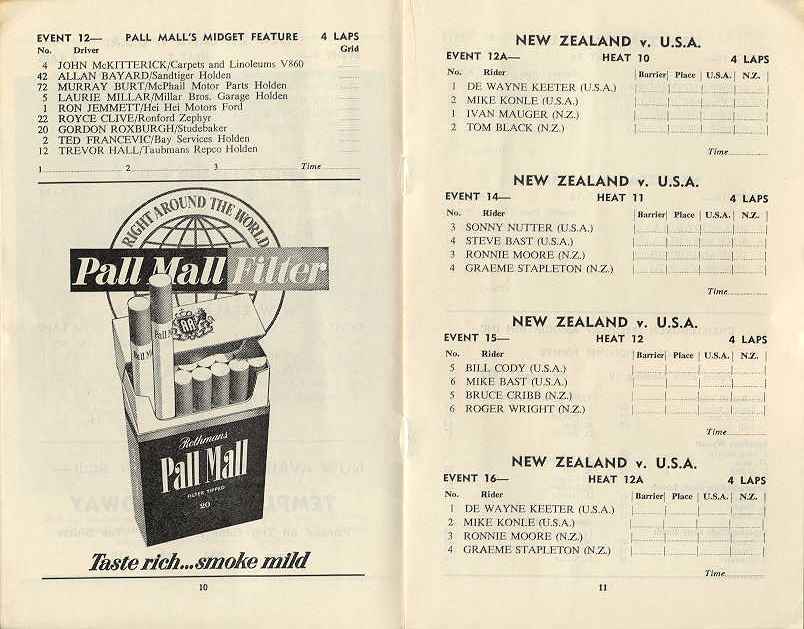 EVENT 12— PALL MALL'S MIDGET FEATURE 4 LAPS
No. Driver Grid
4 JOHN McKITTERICK/Carpets and Linoleums V860
42 ALLAN BAYARD/Sandtiger Holden
72 MURRAY BURT/McPhail Motor Parts Holden
5 LAURIE MILLAR/Millar Bros. Garage Holden
1 RON JEMMETT/Hei Hei Motors Ford
22 ROYCE CLIVE/Ronford Zephyr
20 GORDON ROXBURGH/Studebaker
2 TED FRANCEVIC/Bay Services Holden
12 TREVOR HALL/Taubmans Repco Holden
1 2 3 Time
RIGHT AROUND THE WORLD
Pall Mall Filter
Rothmans
Pall Mall
FILTER TIPPED
20
Taste rich...smoke mild
10
NEW ZEALAND v. U.S.A.
EVENT 12A— HEAT 10 4 LAPS
No. Rider Barrier Place U.S.A. N.Z.
1 DE WAYNE KEETER (U.S.A.)
2 MIKE KONLE (U.S.A.)
1 IVAN MAUGER (N.Z.)
2 TOM BLACK (N.Z.)
Time
NEW ZEALAND v. U.S.A.
EVENT 14— HEAT 11 4 LAPS
No. Rider Barrier Place U.S.A. N.Z.
3 SONNY NUTTER (U.S.A.)
4 STEVE BAST (U.S.A.)
3 RONNIE MOORE (N.Z.)
4 GRAEME STAPLETON (N.Z.)
Time
NEW ZEALAND v. U.S.A.
EVENT 15— HEAT 12 4 LAPS
No. Rider Barrier Place U.S.A. N.Z.
5 BILL CODY (U.S.A.)
6 MIKE BAST (U.S.A.)
5 BRUCE CRIBB (N.Z.)
6 ROGER WRIGHT (N.Z.)
Time
NEW ZEALAND v. U.S.A.
EVENT 16— HEAT 12A 4 LAPS
No. Rider Barrier Place U.S.A. N.Z.
1 DE WAYNE KEETER (U.S.A.)
2 MIKE KONLE (U.S.A.)
3 RONNIE MOORE (N.Z.)
4 GRAEME STAPLETON (N.Z.)
Time
11